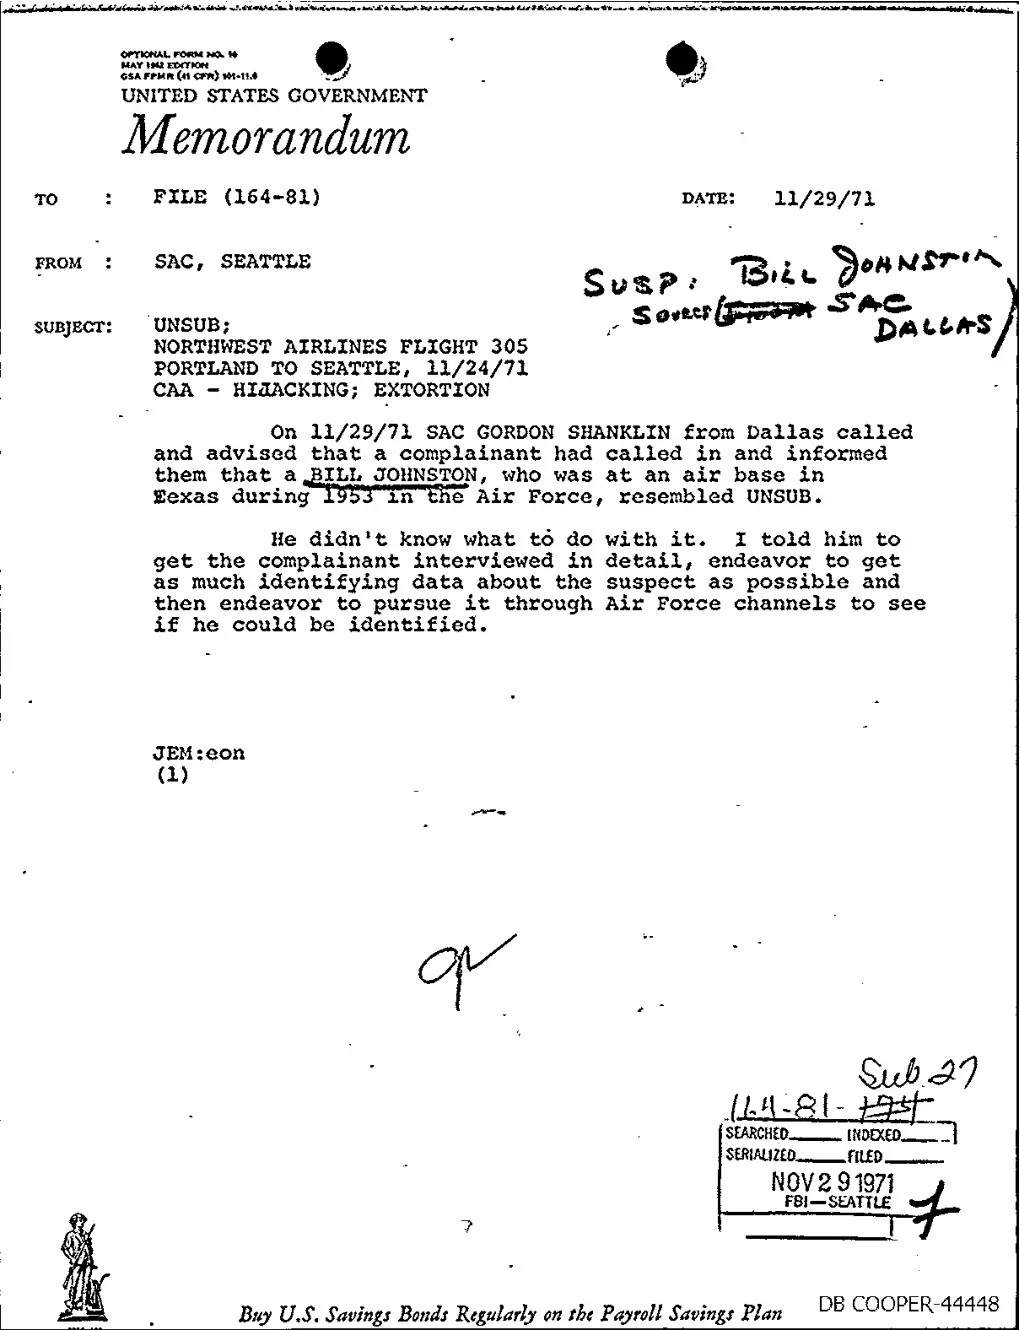 OPTIONAL FORM NO. 10
MAY 1962 EDITION
GSA FPMR (41 CFR) 101-11.6
UNITED STATES GOVERNMENT
Memorandum
TO : FILE (164-81) DATE: 11/29/71
FROM : SAC, SEATTLE
SUSP: BILL JOHNSTIN
SOURCE ( SAC
DALLAS)
SUBJECT: UNSUB;
NORTHWEST AIRLINES FLIGHT 305
PORTLAND TO SEATTLE, 11/24/71
CAA - HIJACKING; EXTORTION
On 11/29/71 SAC GORDON SHANKLIN from Dallas called
and advised that a complainant had called in and informed
them that a BILL JOHNSTON, who was at an air base in
Texas during 1953 in the Air Force, resembled UNSUB.
He didn't know what to do with it. I told him to
get the complainant interviewed in detail, endeavor to get
as much identifying data about the suspect as possible and
then endeavor to pursue it through Air Force channels to see
if he could be identified.
JEM:eon
(1)
Sub 27
164-81-
SEARCHED INDEXED
SERIALIZED FILED
NOV 29 1971
FBI—SEATTLE
7
Buy U.S. Savings Bonds Regularly on the Payroll Savings Plan
DB COOPER-44448